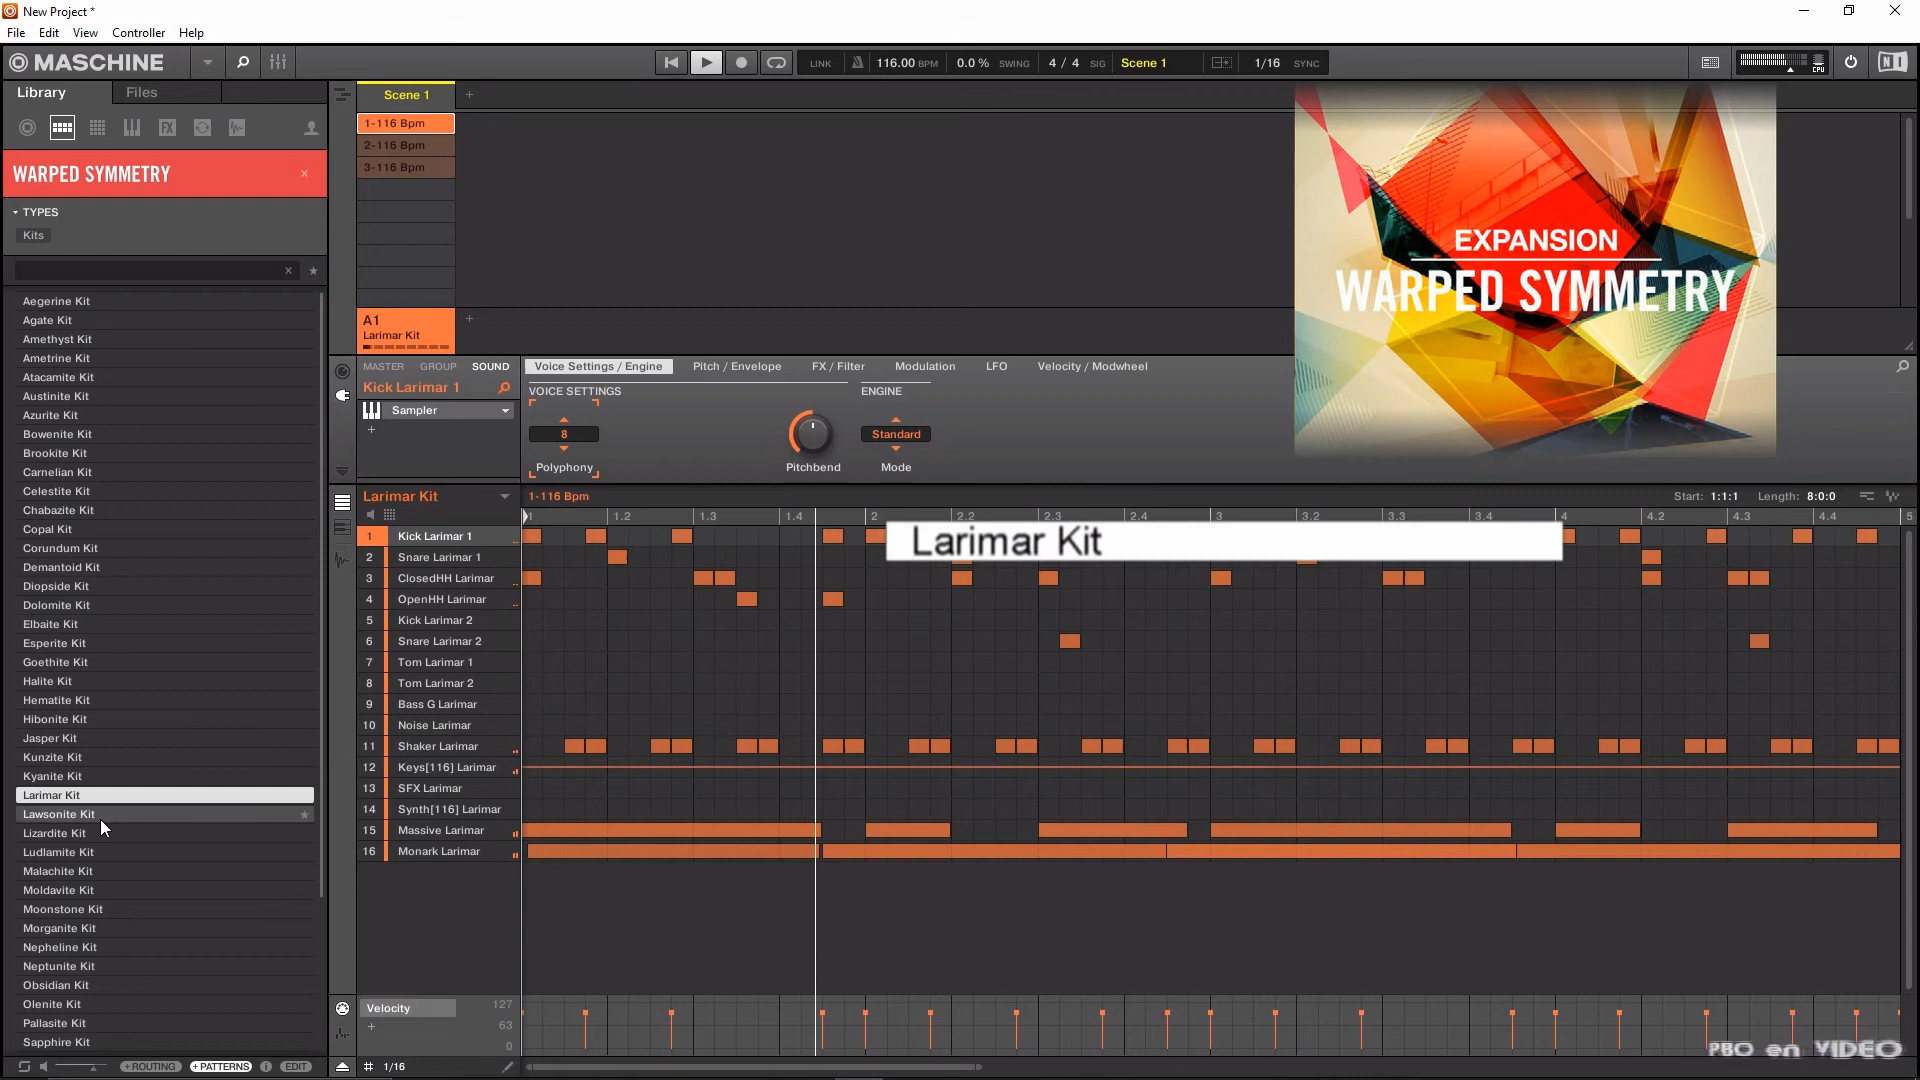 New Project *
File Edit View Controller Help
MASCHINE
LINK 116.00 BPM 0.0 % SWING 4 / 4 SIG Scene 1 1/16 SYNC
CPU
NI
Library Files
Scene 1 +
FX
1-116 Bpm
2-116 Bpm
3-116 Bpm
WARPED SYMMETRY ×
TYPES
Kits
EXPANSION
WARPED SYMMETRY
A1 +
Larimar Kit
MASTER GROUP SOUND
Kick Larimar 1
Sampler
+
Voice Settings / Engine Pitch / Envelope FX / Filter Modulation LFO Velocity / Modwheel
VOICE SETTINGS ENGINE
8 Standard
Polyphony Pitchbend Mode
Aegerine Kit
Agate Kit
Amethyst Kit
Ametrine Kit
Atacamite Kit
Austinite Kit
Azurite Kit
Bowenite Kit
Brookite Kit
Carnelian Kit
Celestite Kit
Chabazite Kit
Copal Kit
Corundum Kit
Demantoid Kit
Diopside Kit
Dolomite Kit
Elbaite Kit
Esperite Kit
Goethite Kit
Halite Kit
Hematite Kit
Hibonite Kit
Jasper Kit
Kunzite Kit
Kyanite Kit
Larimar Kit
Lawsonite Kit
Lizardite Kit
Ludlamite Kit
Malachite Kit
Moldavite Kit
Moonstone Kit
Morganite Kit
Nepheline Kit
Neptunite Kit
Obsidian Kit
Olenite Kit
Pallasite Kit
Sapphire Kit
+ROUTING +PATTERNS i EDIT
Larimar Kit 1-116 Bpm Start: 1:1:1 Length: 8:0:0
1 1.2 1.3 1.4 2 2.2 2.3 2.4 3 3.2 3.3 3.4 4 4.2 4.3 4.4 5
Larimar Kit
1 Kick Larimar 1
2 Snare Larimar 1
3 ClosedHH Larimar
4 OpenHH Larimar
5 Kick Larimar 2
6 Snare Larimar 2
7 Tom Larimar 1
8 Tom Larimar 2
9 Bass G Larimar
10 Noise Larimar
11 Shaker Larimar
12 Keys[116] Larimar
13 SFX Larimar
14 Synth[116] Larimar
15 Massive Larimar
16 Monark Larimar
Velocity 127
+ 63
0
1/16
PBO en VIDEO